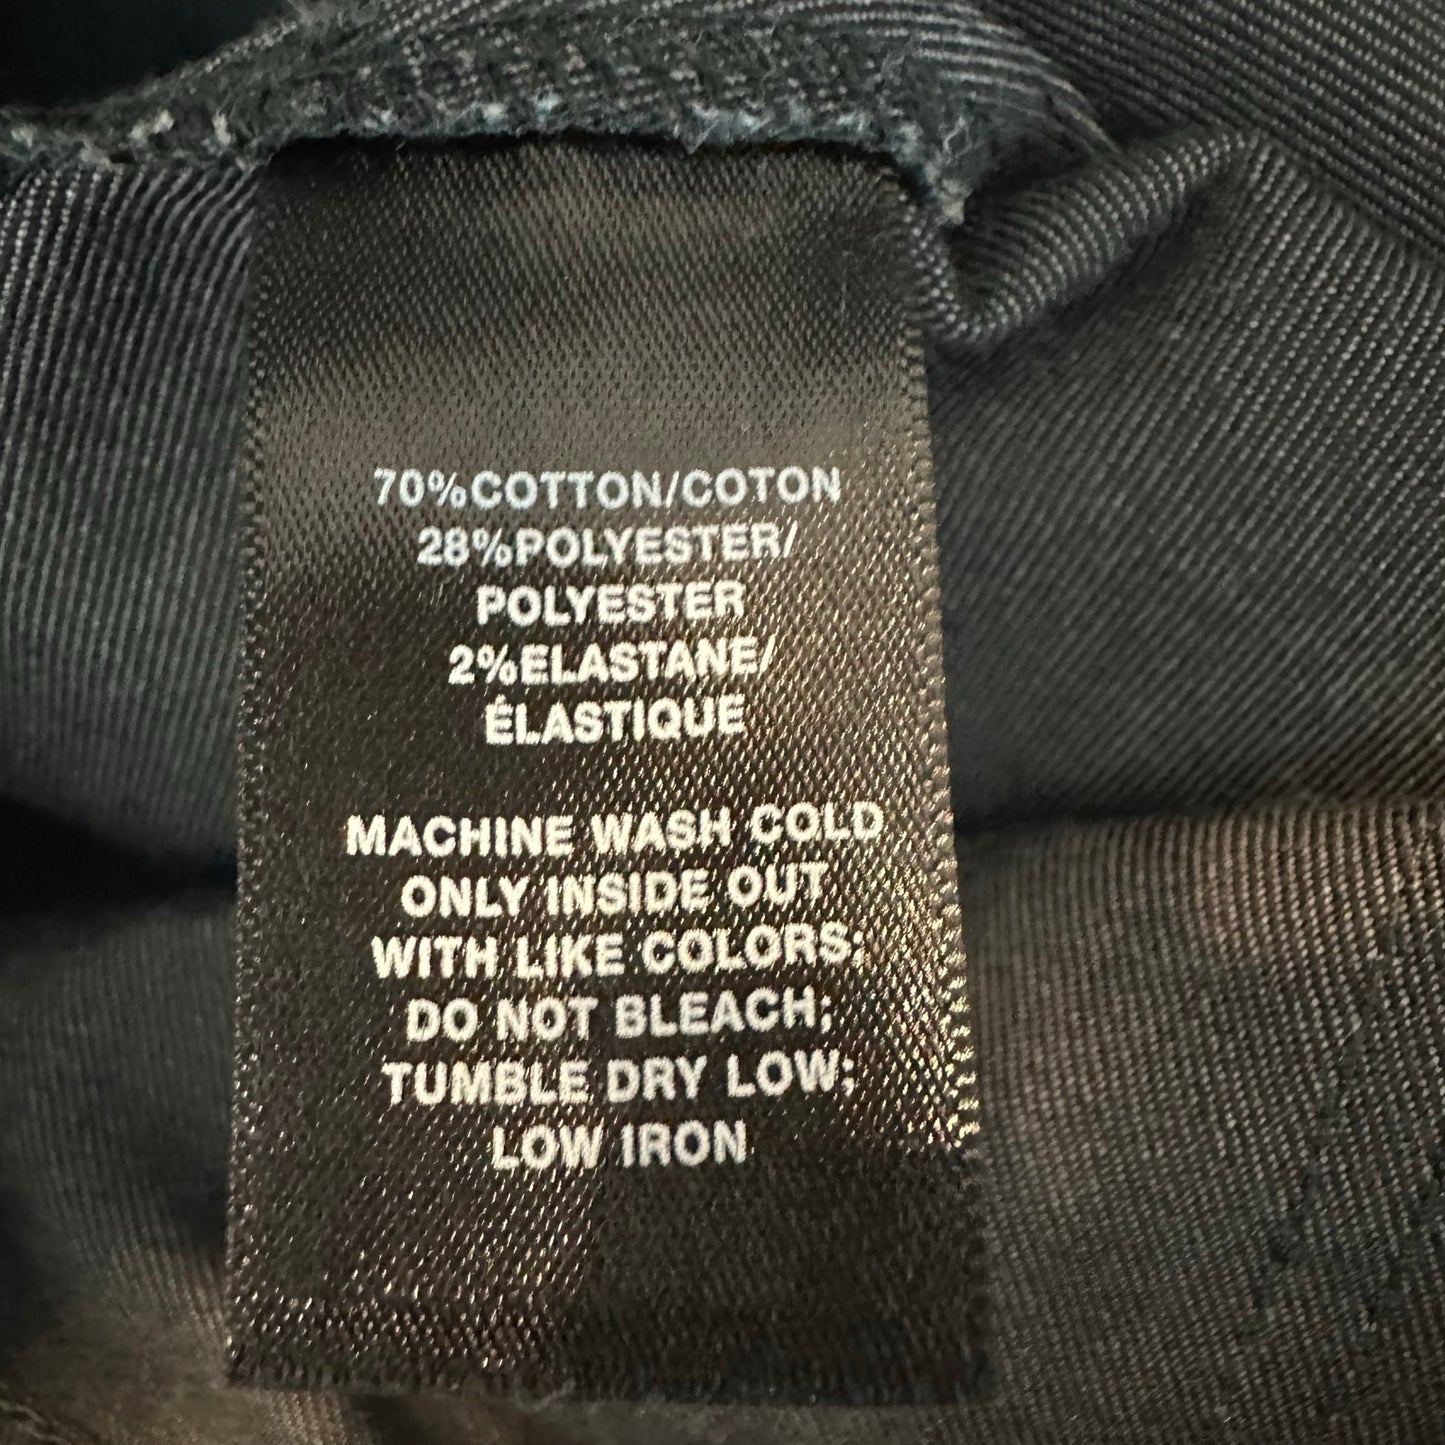 70%COTTON/COTON
28%POLYESTER/
POLYESTER
2%ELASTANE/
ÉLASTIQUE
MACHINE WASH COLD
ONLY INSIDE OUT
WITH LIKE COLORS;
DO NOT BLEACH;
TUMBLE DRY LOW;
LOW IRON